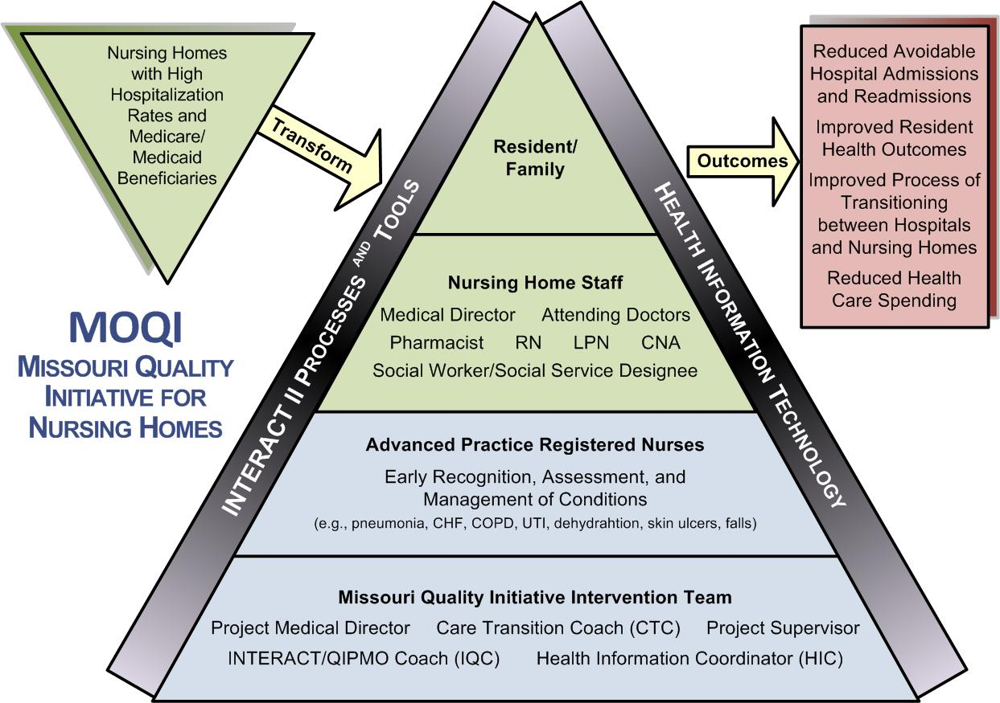 Nursing Homes
with High
Hospitalization
Rates and
Medicare/
Medicaid
Beneficiaries
Transform
MOQI
MISSOURI QUALITY
INITIATIVE FOR
NURSING HOMES
INTERACT II PROCESSES AND TOOLS
Resident/
Family
Nursing Home Staff
Medical Director Attending Doctors
Pharmacist RN LPN CNA
Social Worker/Social Service Designee
Advanced Practice Registered Nurses
Early Recognition, Assessment, and
Management of Conditions
(e.g., pneumonia, CHF, COPD, UTI, dehydrahtion, skin ulcers, falls)
Missouri Quality Initiative Intervention Team
Project Medical Director Care Transition Coach (CTC) Project Supervisor
INTERACT/QIPMO Coach (IQC) Health Information Coordinator (HIC)
HEALTH INFORMATION TECHNOLOGY
Outcomes
Reduced Avoidable
Hospital Admissions
and Readmissions
Improved Resident
Health Outcomes
Improved Process of
Transitioning
between Hospitals
and Nursing Homes
Reduced Health
Care Spending